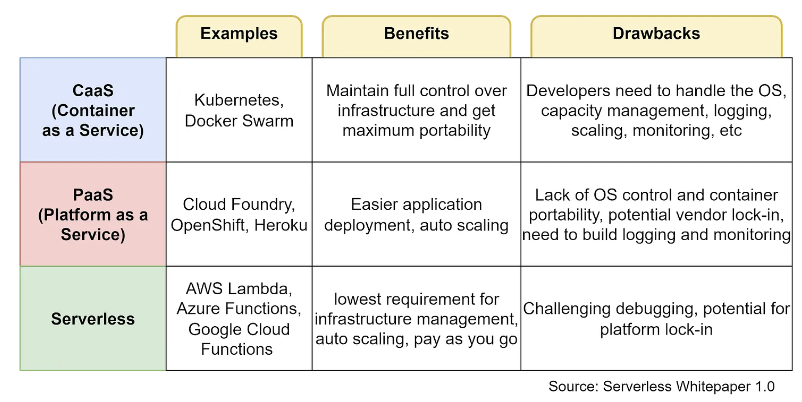 Examples
Benefits
Drawbacks
CaaS
(Container
as a Service)
Kubernetes,
Docker Swarm
Maintain full control over
infrastructure and get
maximum portability
Developers need to handle the OS,
capacity management, logging,
scaling, monitoring, etc
PaaS
(Platform as a
Service)
Cloud Foundry,
OpenShift, Heroku
Easier application
deployment, auto scaling
Lack of OS control and container
portability, potential vendor lock-in,
need to build logging and monitoring
Serverless
AWS Lambda,
Azure Functions,
Google Cloud
Functions
lowest requirement for
infrastructure management,
auto scaling, pay as you go
Challenging debugging, potential for
platform lock-in
Source: Serverless Whitepaper 1.0